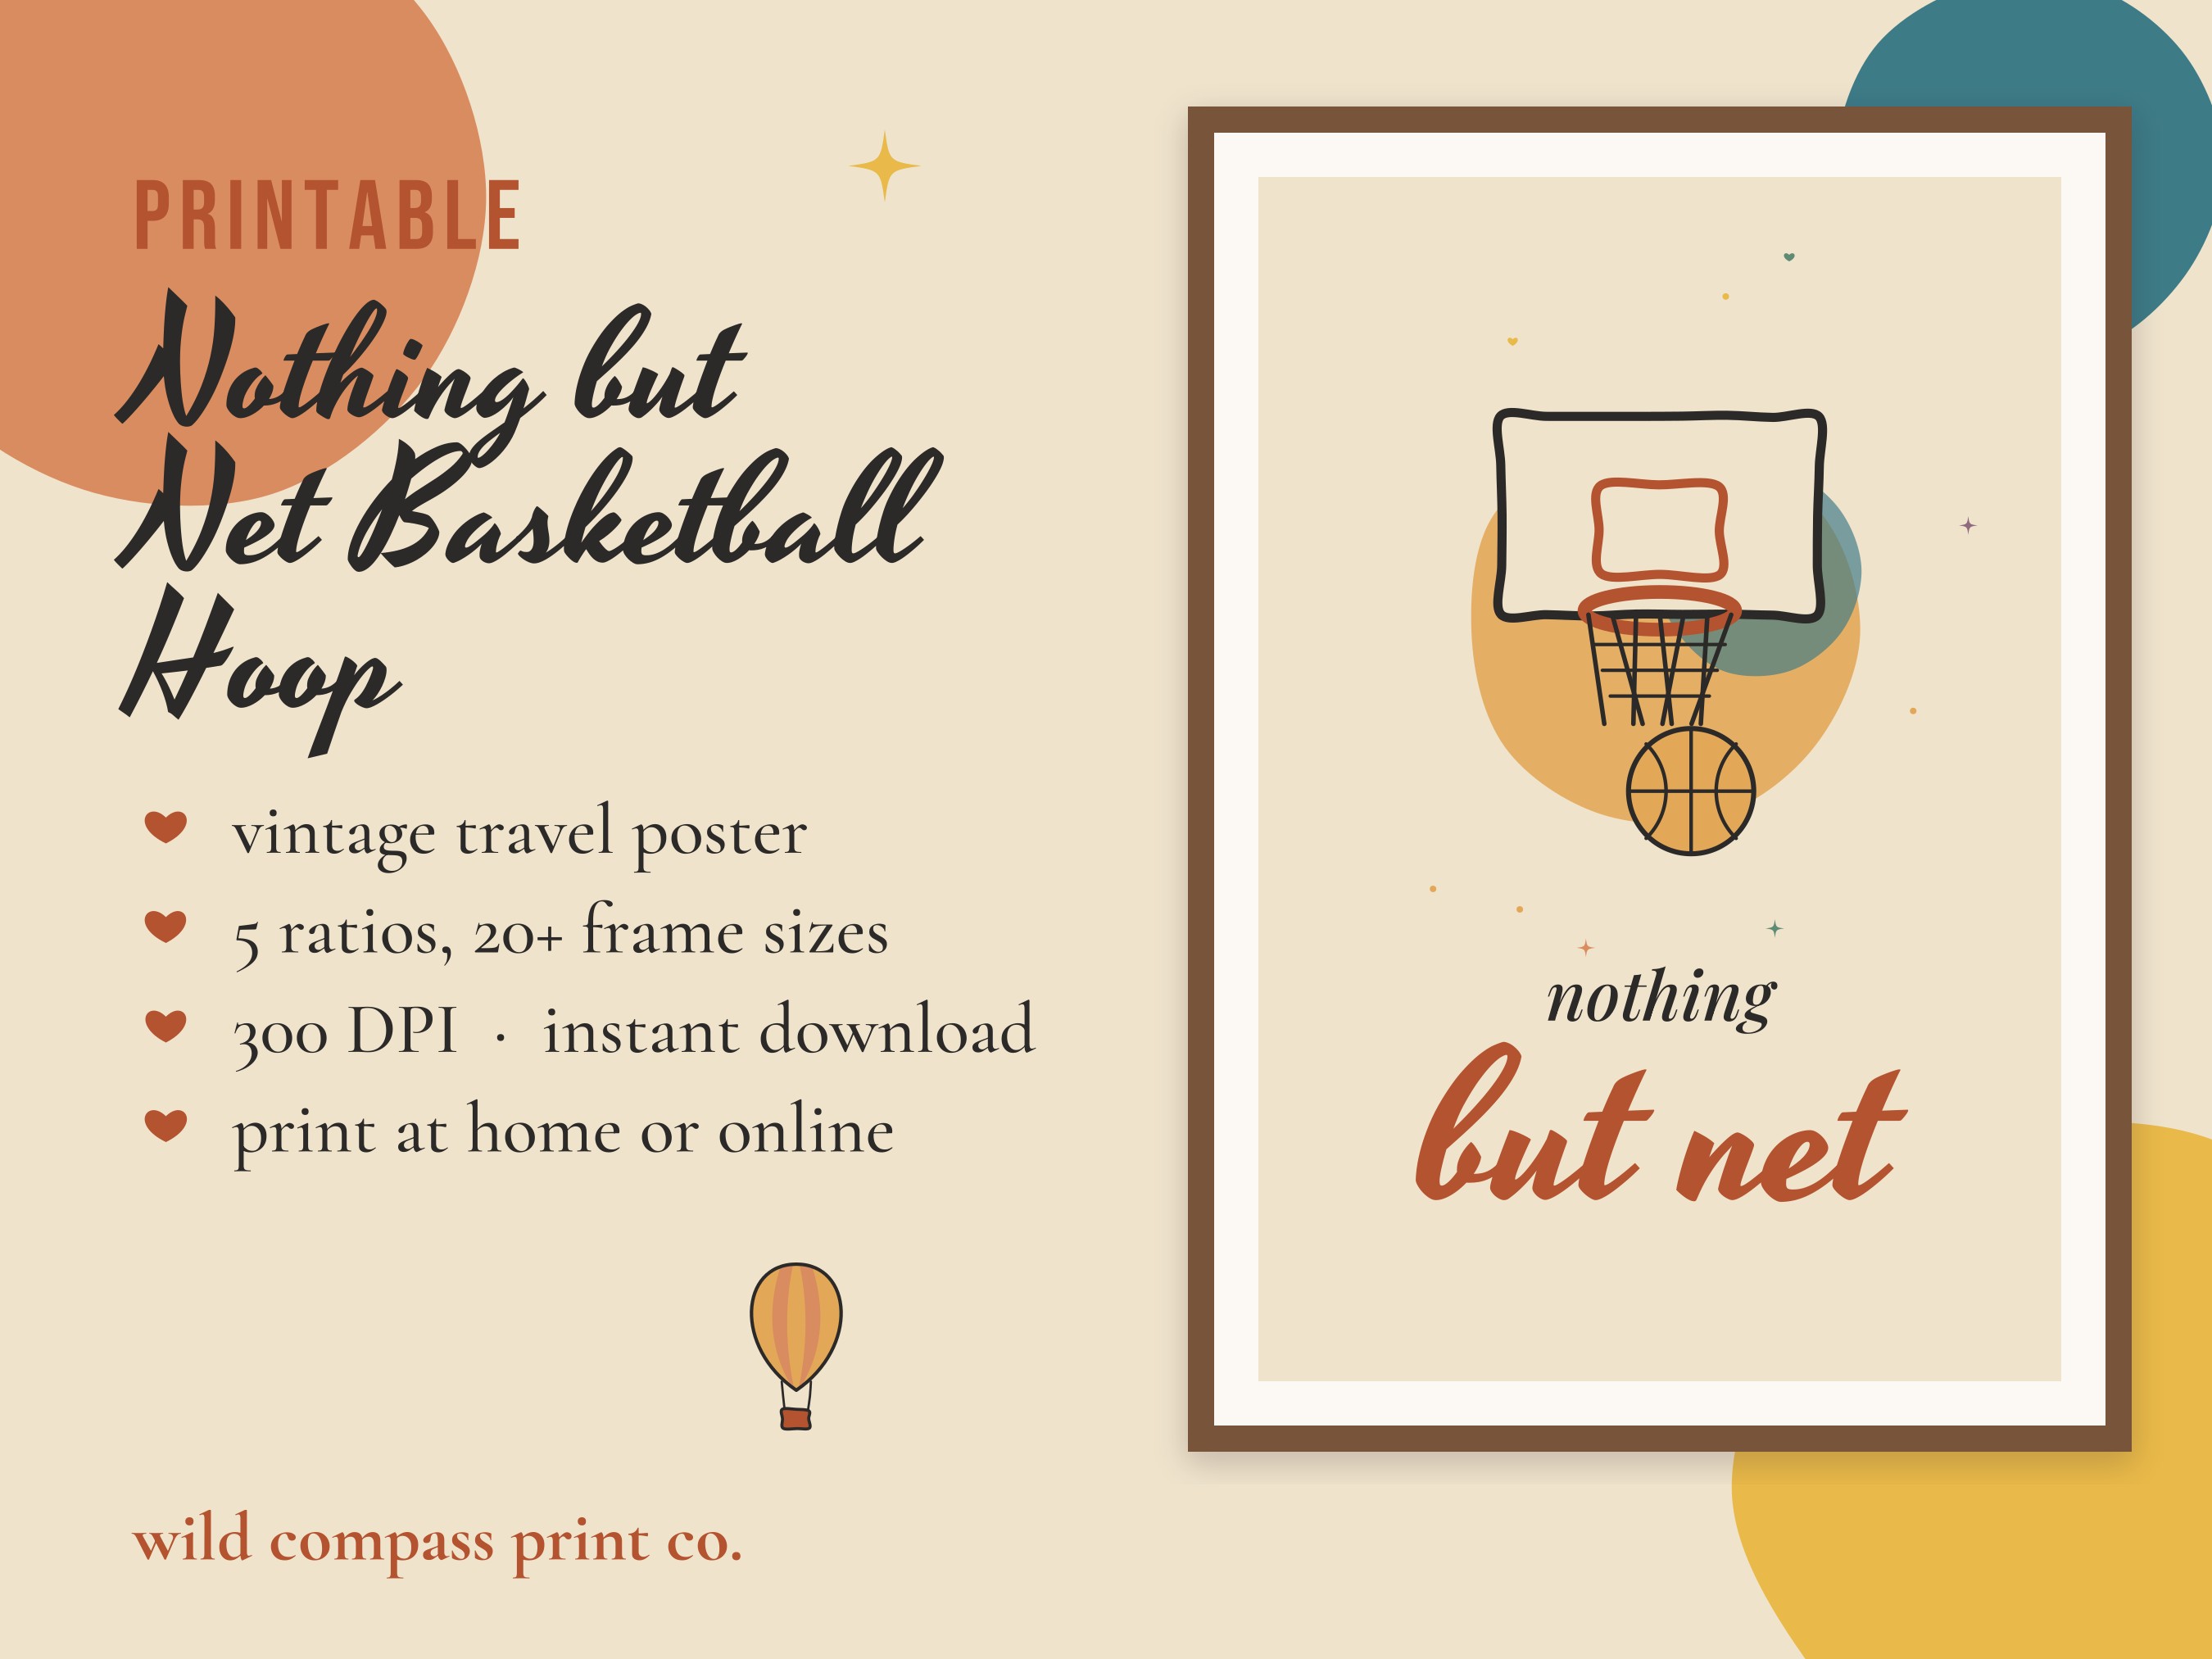 PRINTABLE
Nothing but
Net Basketball
Hoop
vintage travel poster
5 ratios, 20+ frame sizes
300 DPI · instant download
print at home or online
wild compass print co.
nothing
but net